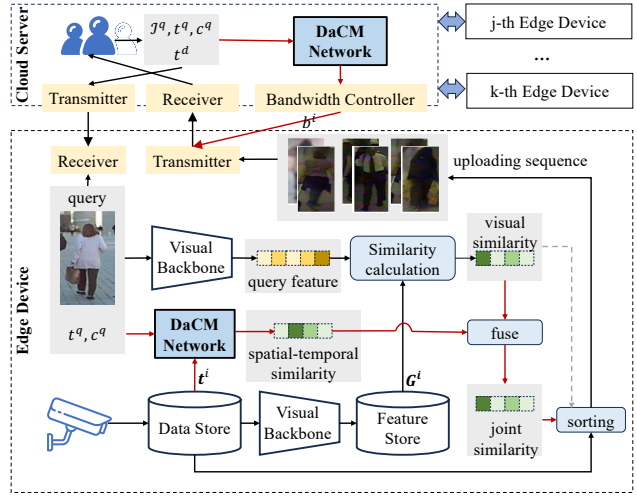 Cloud Server
𝒥^q, t^q, c^q
t^d
DaCM
Network
j-th Edge Device
...
k-th Edge Device
Transmitter
Receiver
Bandwidth Controller
b^i
Edge Device
Receiver
Transmitter
uploading sequence
query
Visual
Backbone
query feature
Similarity
calculation
visual
similarity
t^q, c^q
DaCM
Network
spatial-temporal
similarity
fuse
t^i
G^i
Data Store
Visual
Backbone
Feature
Store
joint similarity
sorting